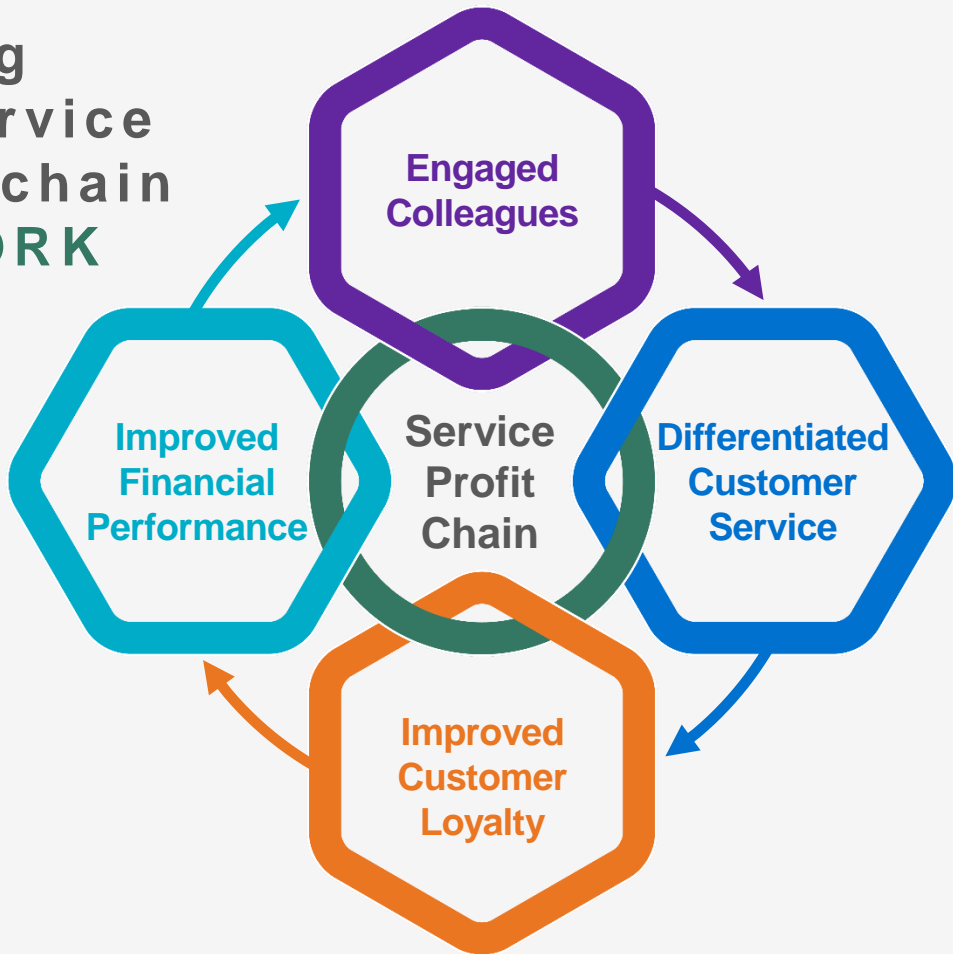 g
rvice
chain
ORK
Engaged
Colleagues
Improved
Financial
Performance
Service
Profit
Chain
Differentiated
Customer
Service
Improved
Customer
Loyalty